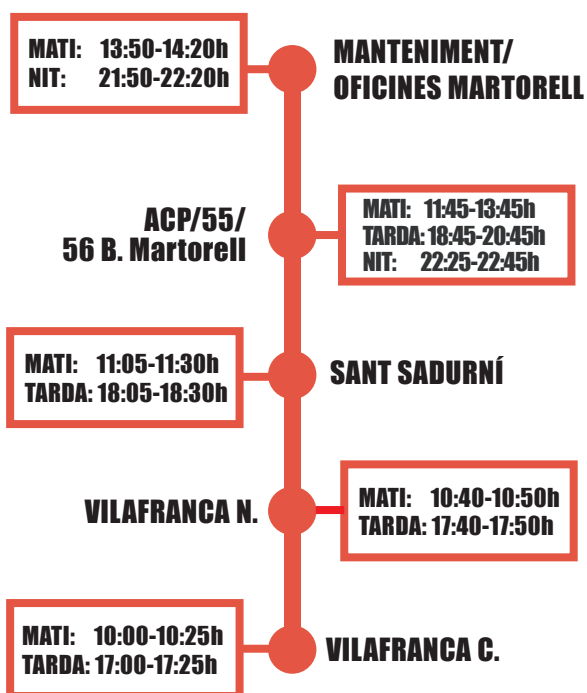 MATI: 13:50-14:20h
NIT: 21:50-22:20h
MANTENIMENT/
OFICINES MARTORELL
ACP/55/
56 B. Martorell
MATI: 11:45-13:45h
TARDA: 18:45-20:45h
NIT: 22:25-22:45h
MATI: 11:05-11:30h
TARDA: 18:05-18:30h
SANT SADURNÍ
VILAFRANCA N.
MATI: 10:40-10:50h
TARDA: 17:40-17:50h
MATI: 10:00-10:25h
TARDA: 17:00-17:25h
VILAFRANCA C.